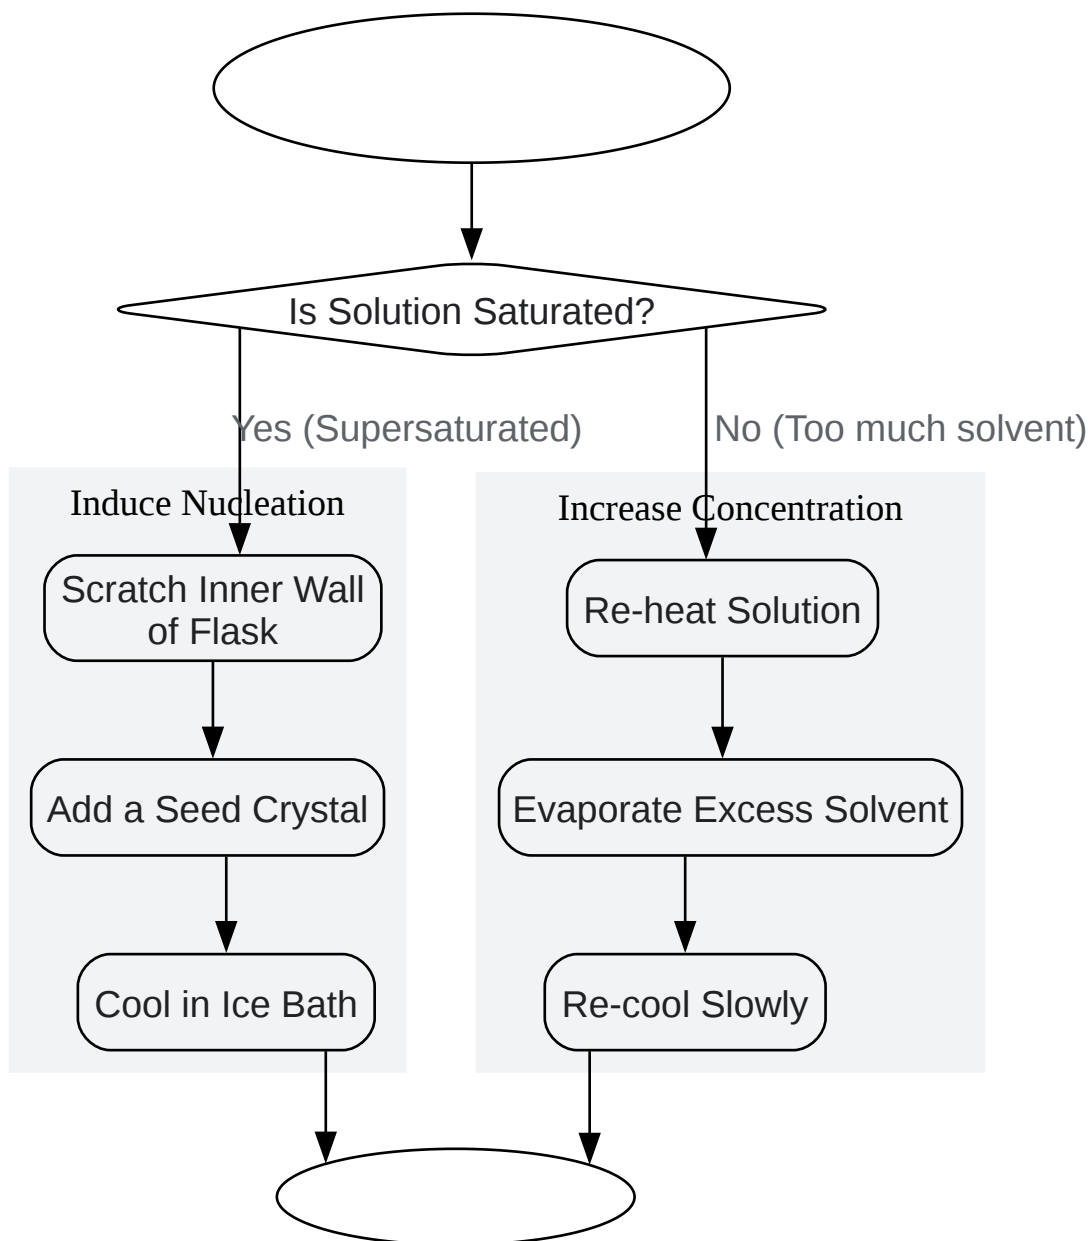 Is Solution Saturated?
Yes (Supersaturated)
No (Too much solvent)
Induce Nucleation
Scratch Inner Wall
of Flask
Add a Seed Crystal
Cool in Ice Bath
Increase Concentration
Re-heat Solution
Evaporate Excess Solvent
Re-cool Slowly